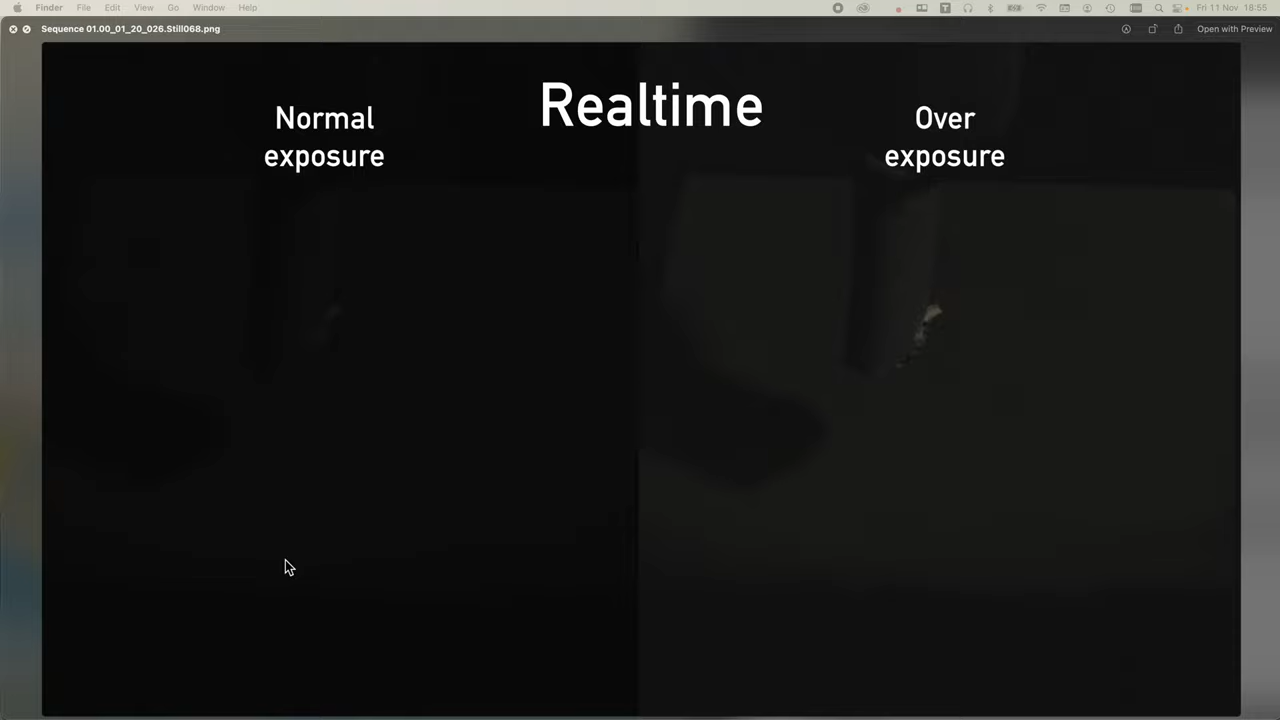 Finder File Edit View Go Window Help Fri 11 Nov 18:55
Sequence 01.00_01_20_026.Still068.png Open with Preview
Realtime
Normal
exposure
Over
exposure